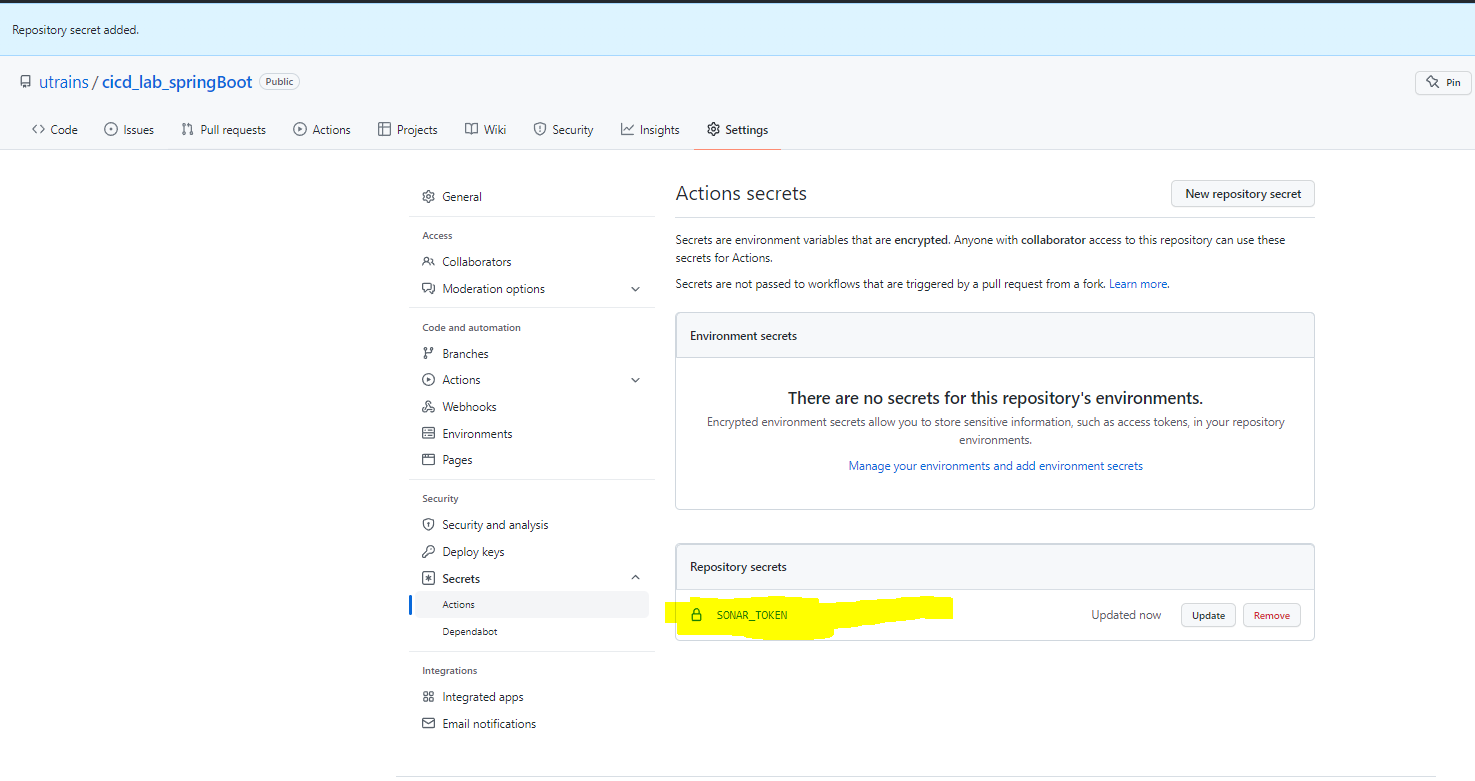 Repository secret added.
utrains / cicd_lab_springBoot Public
Pin
Code Issues Pull requests Actions Projects Wiki Security Insights Settings
General
Access
Collaborators
Moderation options
Code and automation
Branches
Actions
Webhooks
Environments
Pages
Security
Security and analysis
Deploy keys
Secrets
Actions
Dependabot
Integrations
Integrated apps
Email notifications
Actions secrets
New repository secret
Secrets are environment variables that are encrypted. Anyone with collaborator access to this repository can use these
secrets for Actions.
Secrets are not passed to workflows that are triggered by a pull request from a fork. Learn more.
Environment secrets
There are no secrets for this repository's environments.
Encrypted environment secrets allow you to store sensitive information, such as access tokens, in your repository
environments.
Manage your environments and add environment secrets
Repository secrets
SONAR_TOKEN Updated now Update Remove